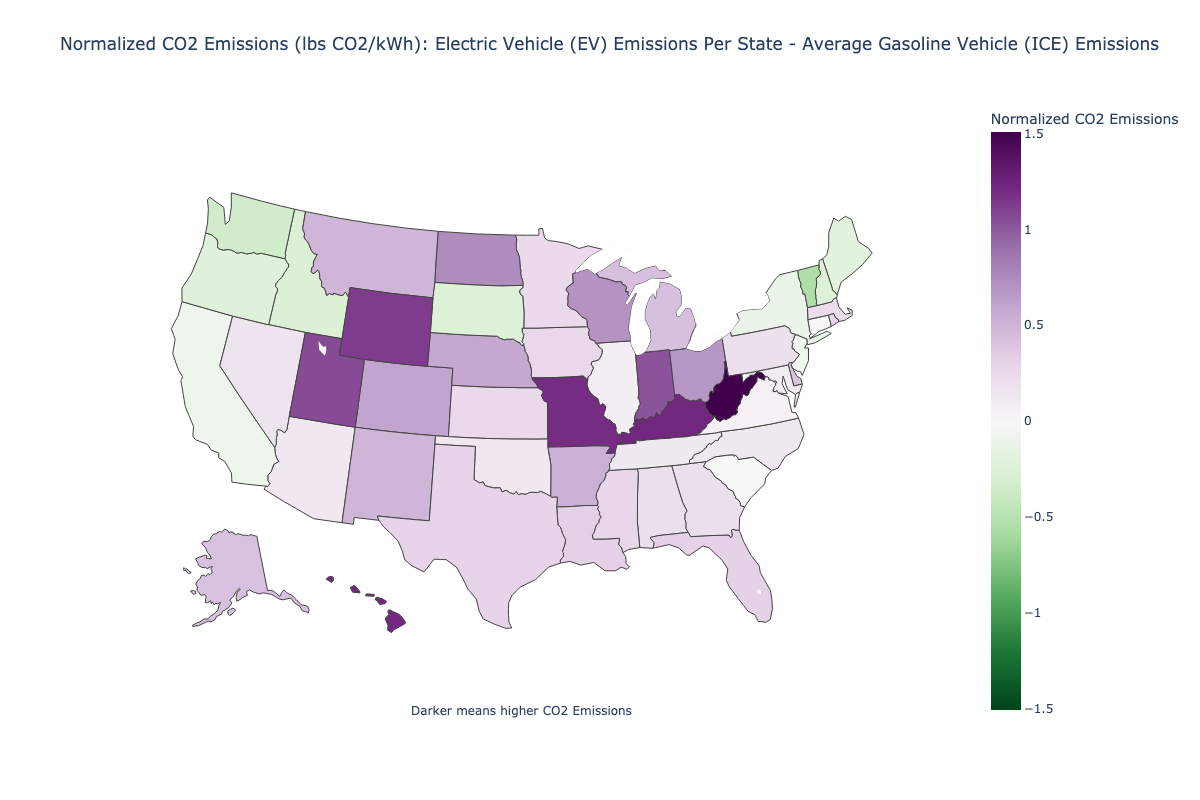 Normalized CO2 Emissions (lbs CO2/kWh): Electric Vehicle (EV) Emissions Per State - Average Gasoline Vehicle (ICE) Emissions
Normalized CO2 Emissions
1.5
1
0.5
0
−0.5
−1
−1.5
Darker means higher CO2 Emissions